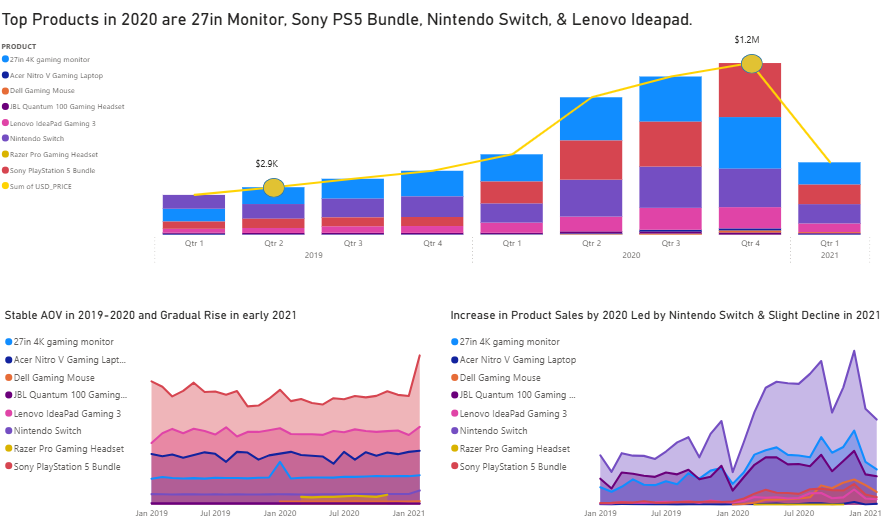 Top Products in 2020 are 27in Monitor, Sony PS5 Bundle, Nintendo Switch, & Lenovo Ideapad.
PRODUCT
27in 4K gaming monitor
Acer Nitro V Gaming Laptop
Dell Gaming Mouse
JBL Quantum 100 Gaming Headset
Lenovo IdeaPad Gaming 3
Nintendo Switch
Razer Pro Gaming Headset
Sony PlayStation 5 Bundle
Sum of USD_PRICE
$2.9K
$1.2M
Qtr 1 Qtr 2 Qtr 3 Qtr 4 Qtr 1 Qtr 2 Qtr 3 Qtr 4 Qtr 1
2019 2020 2021
Stable AOV in 2019-2020 and Gradual Rise in early 2021
27in 4K gaming monitor
Acer Nitro V Gaming Lapt...
Dell Gaming Mouse
JBL Quantum 100 Gaming...
Lenovo IdeaPad Gaming 3
Nintendo Switch
Razer Pro Gaming Headset
Sony PlayStation 5 Bundle
Jan 2019 Jul 2019 Jan 2020 Jul 2020 Jan 2021
Increase in Product Sales by 2020 Led by Nintendo Switch & Slight Decline in 2021
27in 4K gaming monitor
Acer Nitro V Gaming Laptop
Dell Gaming Mouse
JBL Quantum 100 Gaming ...
Lenovo IdeaPad Gaming 3
Nintendo Switch
Razer Pro Gaming Headset
Sony PlayStation 5 Bundle
Jan 2019 Jul 2019 Jan 2020 Jul 2020 Jan 2021